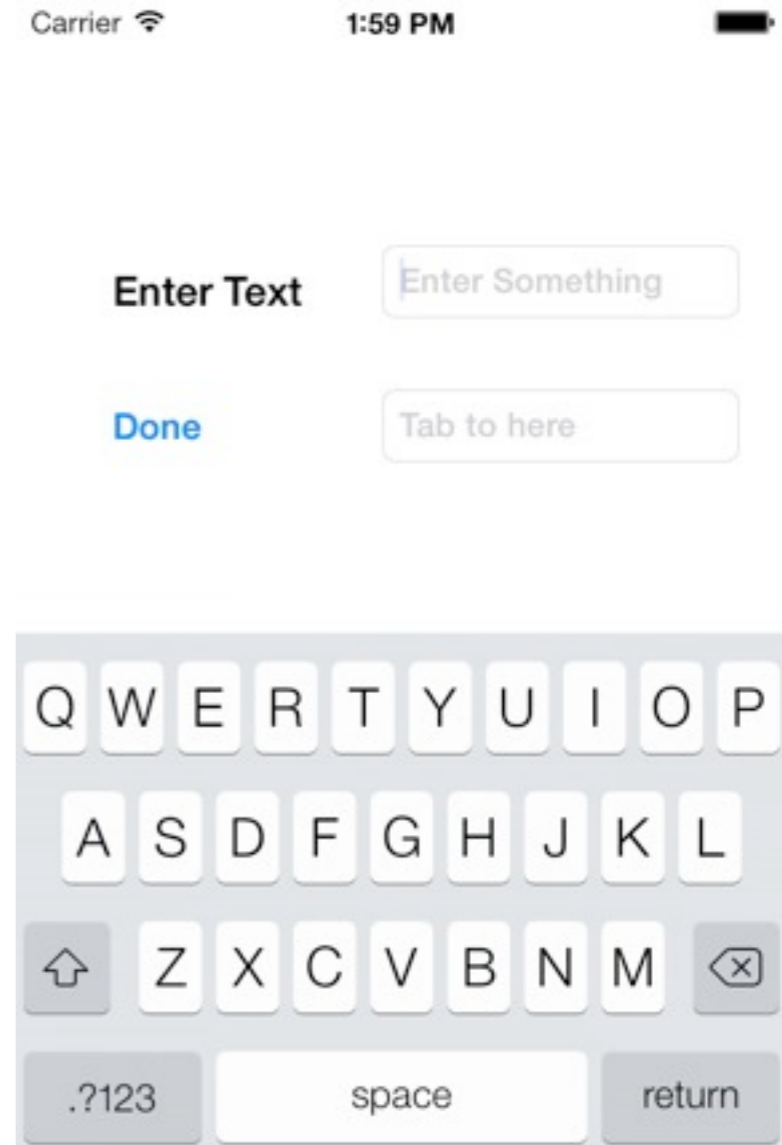 Carrier 1:59 PM
Enter Text Enter Something
Done Tab to here
Q W E R T Y U I O P
A S D F G H J K L
Z X C V B N M
.?123 space return